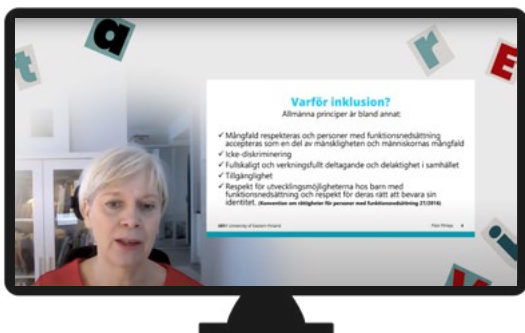 t
a
r
E
Varför inklusion?
Allmänna principer är bland annat:
✓ Mångfald respekteras och personer med funktionsnedsättning
accepteras som en del av mänskligheten och människornas mångfald
✓ Icke-diskriminering
✓ Fullskaligt och verkningsfullt deltagande och delaktighet i samhället
✓ Tillgänglighet
✓ Respekt för utvecklingsmöjligheterna hos barn med
funktionsnedsättning och respekt för deras rätt att bevara sin
identitet. (Konvention om rättigheter för personer med funktionsnedsättning 27/2016)
University of Eastern Finland
i